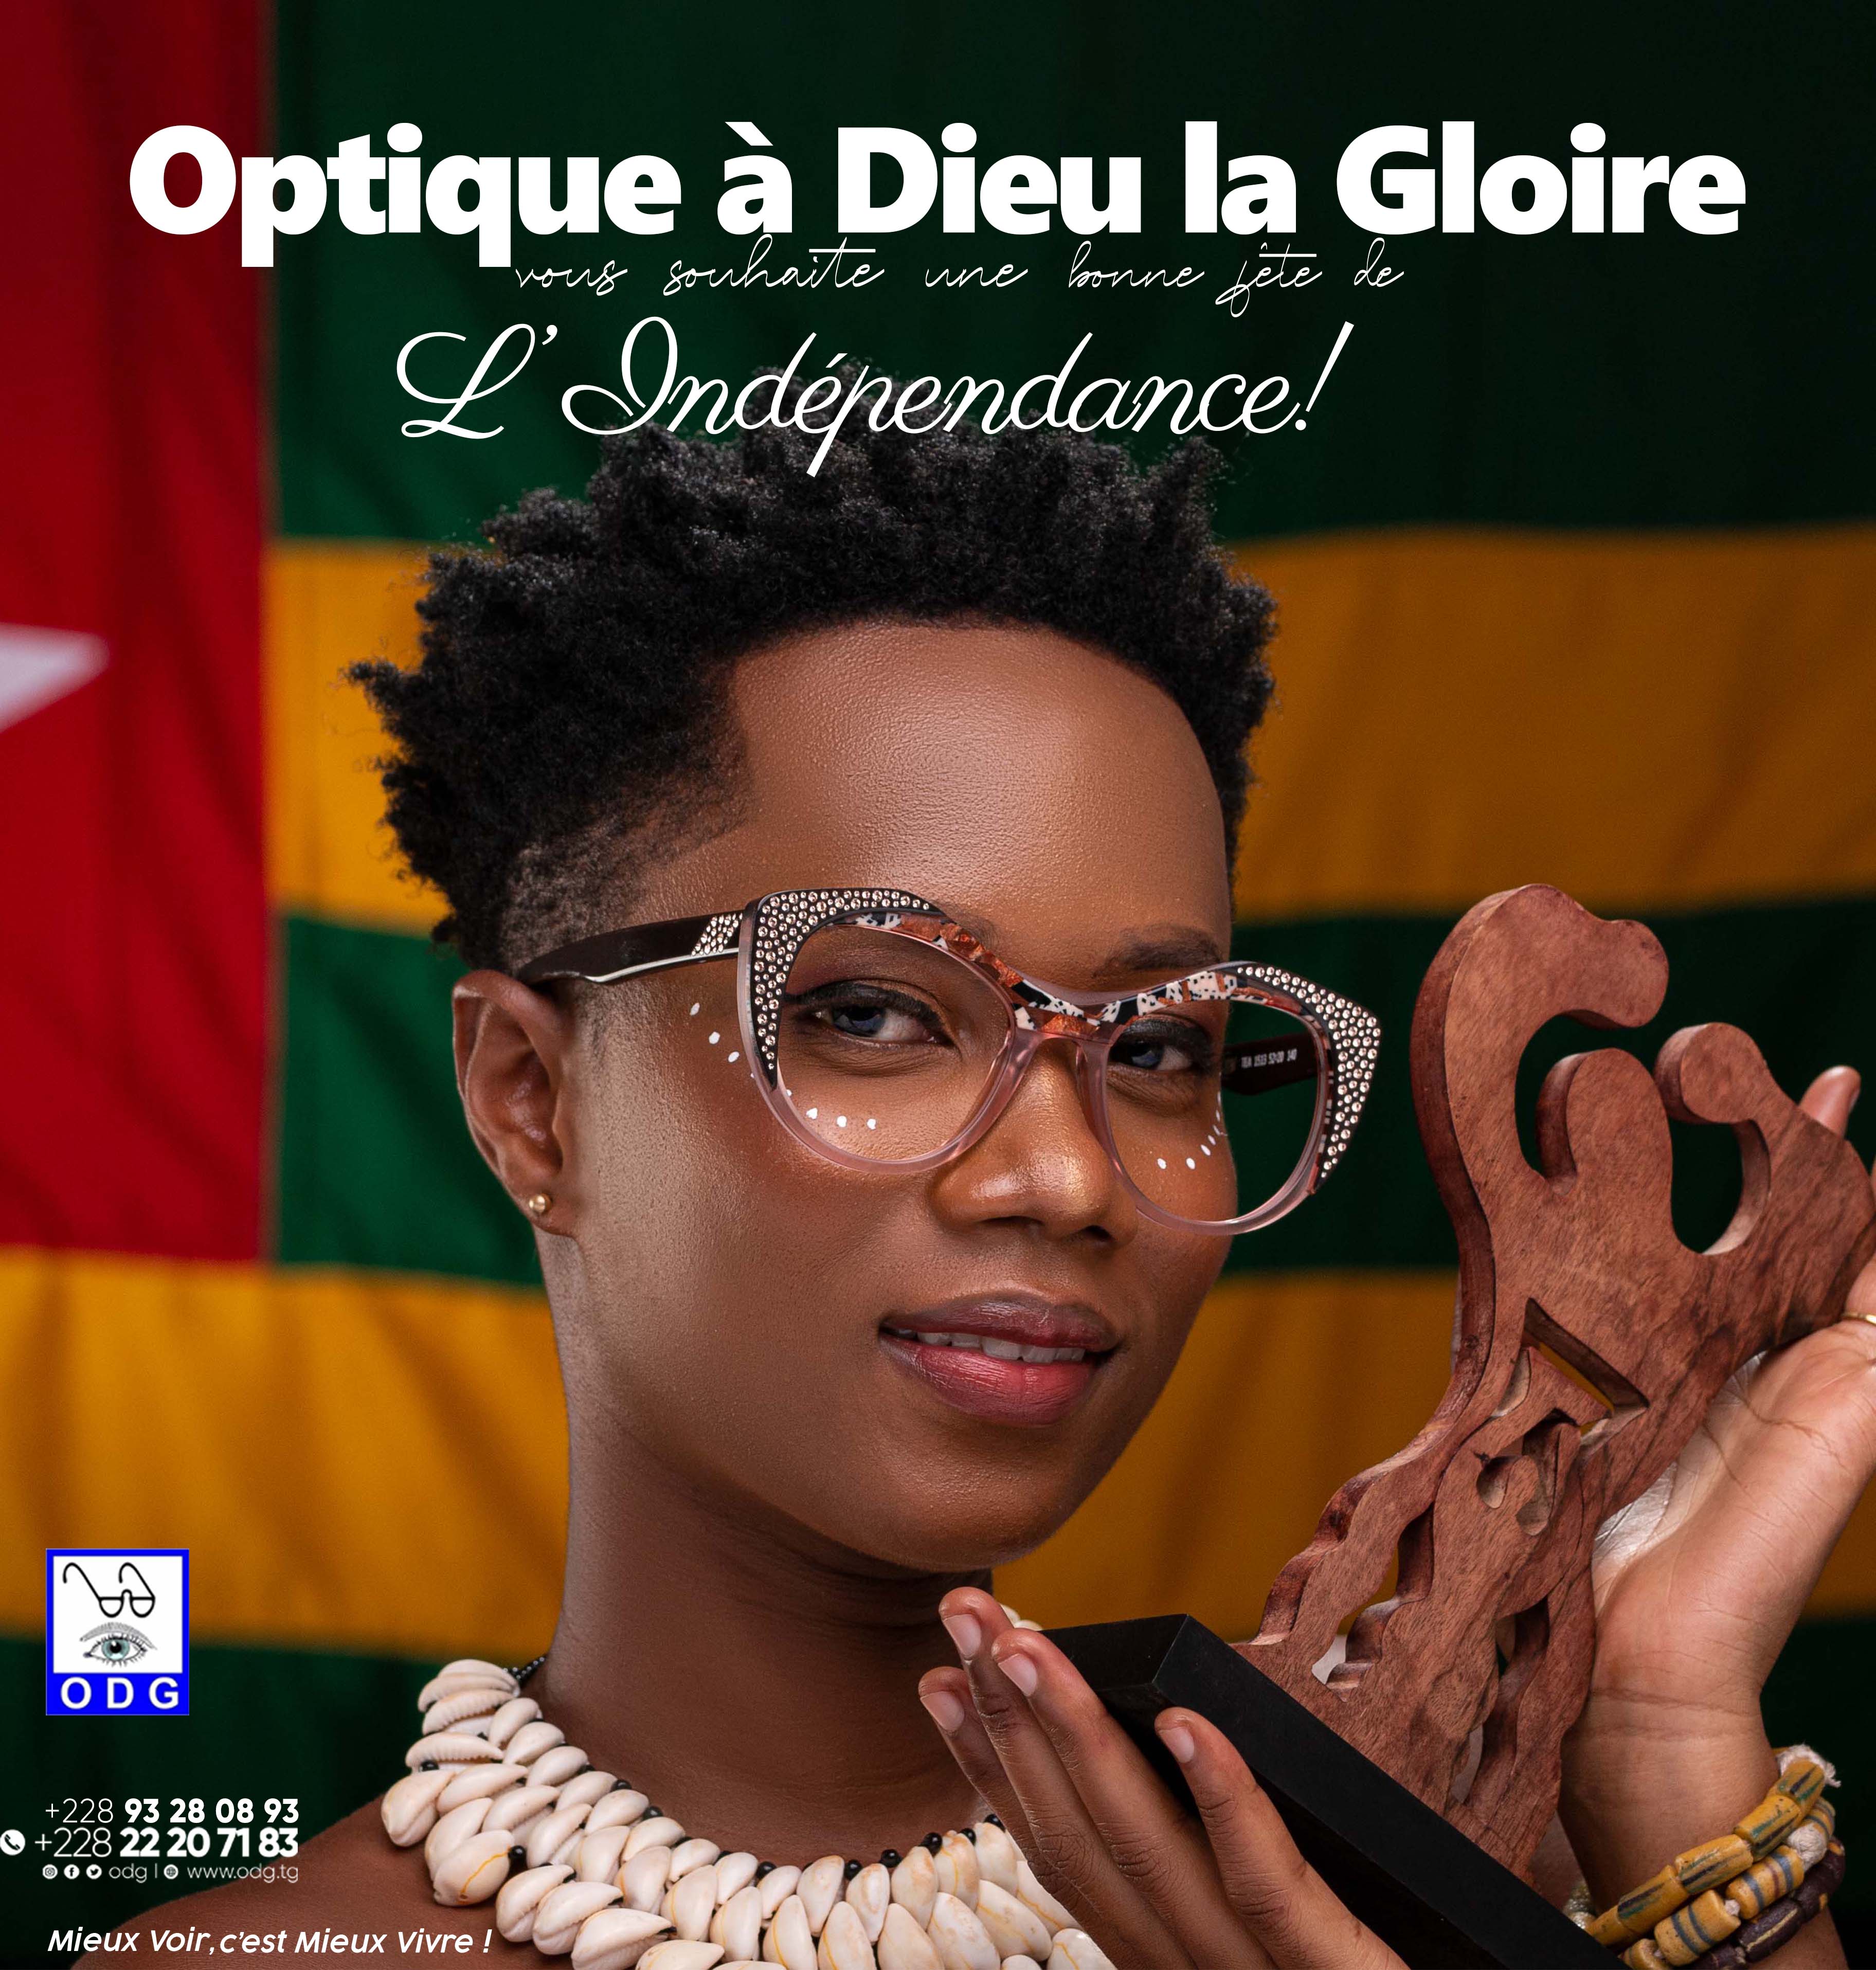 Optique à Dieu la Gloire
vous souhaite une bonne fête de
L'Indépendance!
ODG
+228 93 28 08 93
+228 22 20 71 83
odg | www.odg.tg
Mieux Voir, c'est Mieux Vivre !